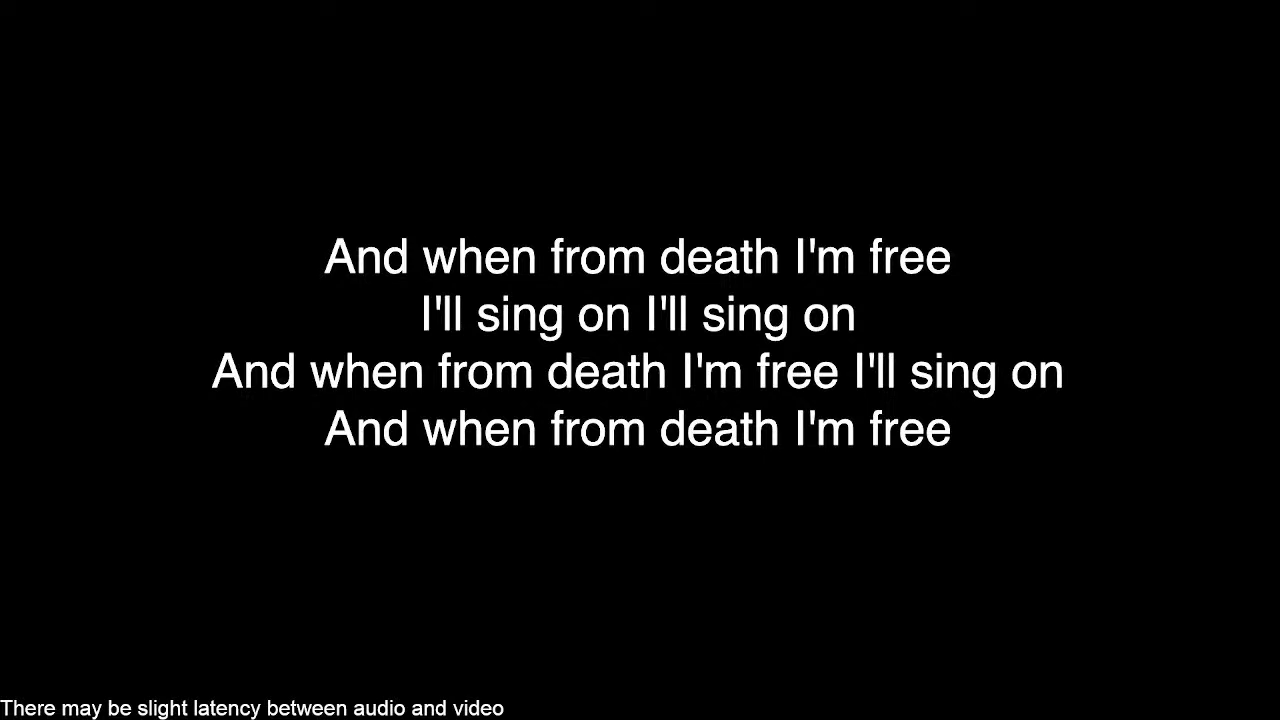 And when from death I'm free
I'll sing on I'll sing on
And when from death I'm free I'll sing on
And when from death I'm free
There may be slight latency between audio and video